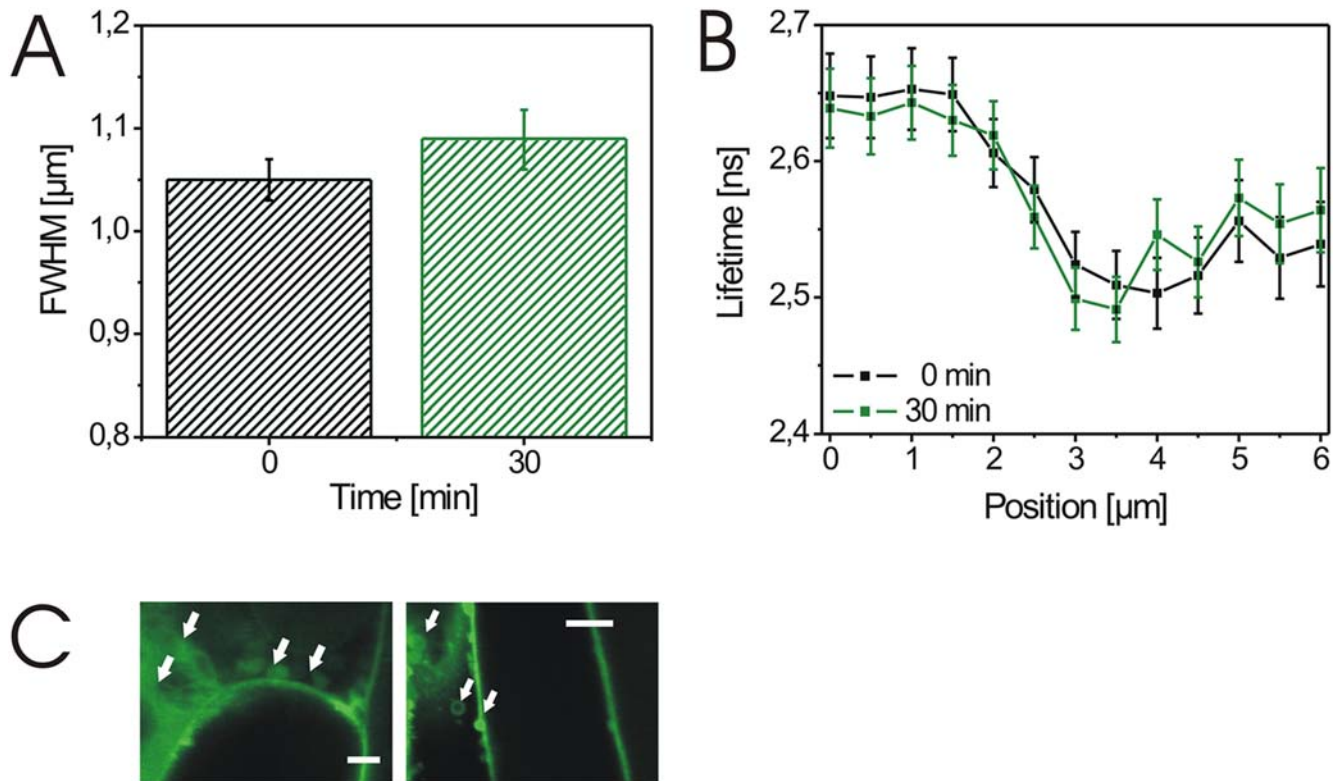 A
1,2
1,1
1,0
0,9
0,8
FWHM [µm]
0
30
Time [min]
B
2,7
2,6
2,5
2,4
Lifetime [ns]
0 min
30 min
0
1
2
3
4
5
6
Position [µm]
C